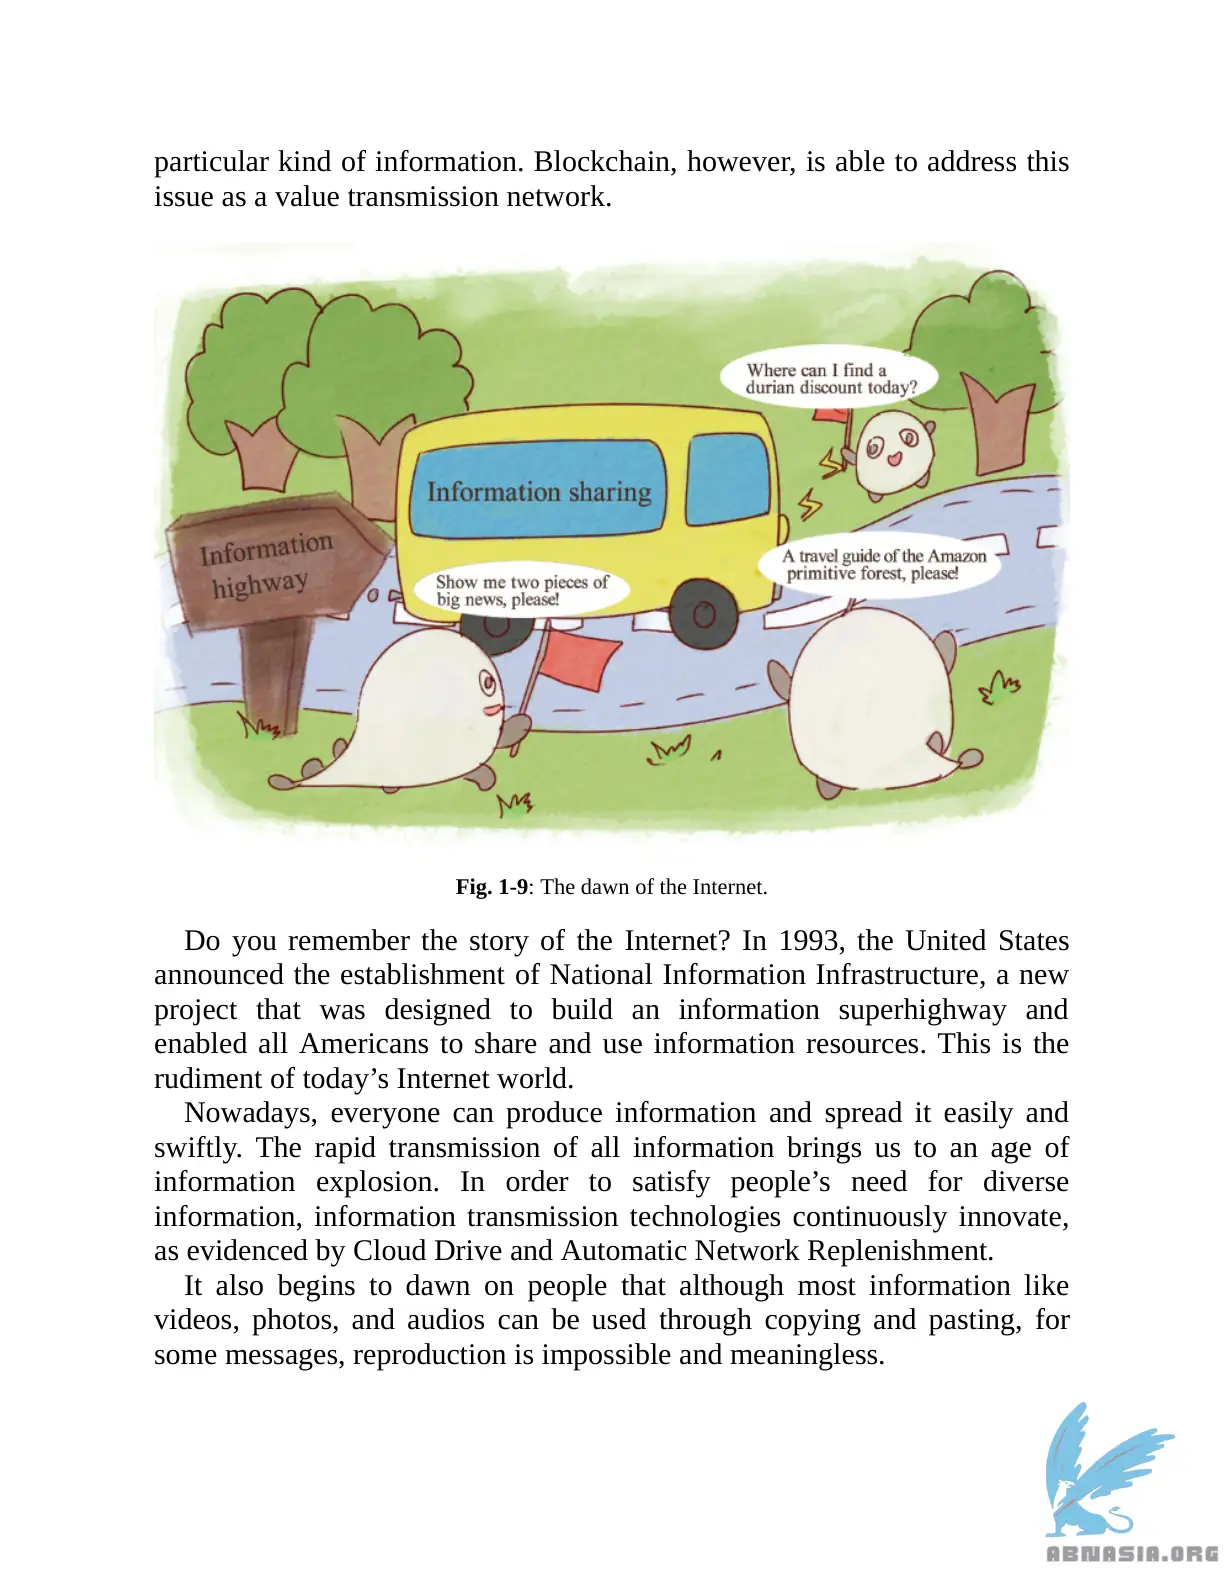 particular kind of information. Blockchain, however, is able to address this
issue as a value transmission network.
Where can I find a
durian discount today?
Information sharing
Information
highway
A travel guide of the Amazon
primitive forest, please!
Show me two pieces of
big news, please!
Fig. 1-9: The dawn of the Internet.
Do you remember the story of the Internet? In 1993, the United States
announced the establishment of National Information Infrastructure, a new
project that was designed to build an information superhighway and
enabled all Americans to share and use information resources. This is the
rudiment of today’s Internet world.
Nowadays, everyone can produce information and spread it easily and
swiftly. The rapid transmission of all information brings us to an age of
information explosion. In order to satisfy people’s need for diverse
information, information transmission technologies continuously innovate,
as evidenced by Cloud Drive and Automatic Network Replenishment.
It also begins to dawn on people that although most information like
videos, photos, and audios can be used through copying and pasting, for
some messages, reproduction is impossible and meaningless.
ABNASIA.ORG